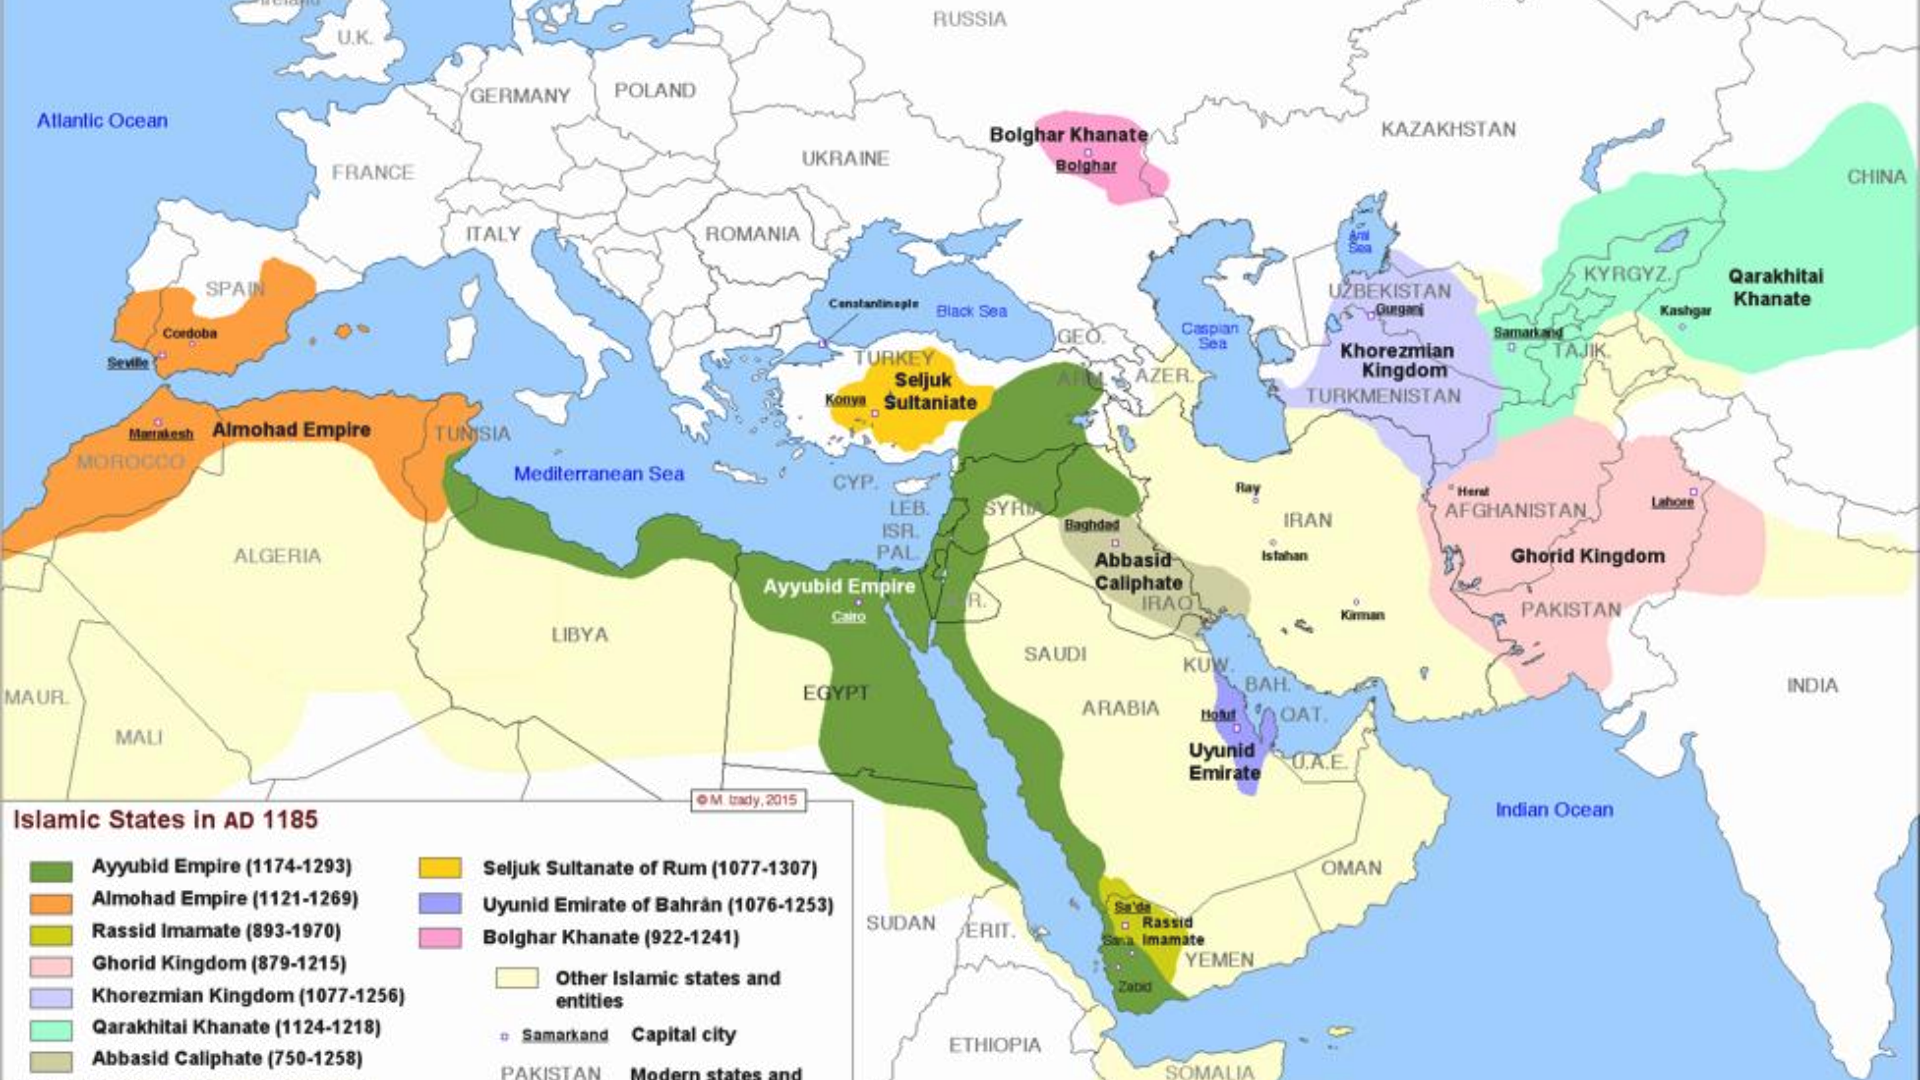 Ireland
U.K.
RUSSIA
Atlantic Ocean
GERMANY
POLAND
KAZAKHSTAN
Bolghar Khanate
Bolghar
UKRAINE
FRANCE
CHINA
ITALY
ROMANIA
Aral
Sea
SPAIN
KYRGYZ.
Qarakhitai
Khanate
UZBEKISTAN
Constantinople
Black Sea
Gurganj
Kashgar
Cordoba
Caspian
Sea
GEO.
Samarkand
TAJIK.
Seville
TURKEY
Khorezmian
Kingdom
Seljuk
Sultaniate
Konya
ARM.
AZER.
TURKMENISTAN
Marrakesh
Almohad Empire
TUNISIA
MOROCCO
Mediterranean Sea
CYP.
Ray
Herat
Lahore
LEB.
SYRIA
AFGHANISTAN
ISR.
PAL.
Baghdad
IRAN
Isfahan
ALGERIA
Abbasid
Caliphate
Ghorid Kingdom
Ayyubid Empire
Cairo
R.
IRAQ
Kirman
PAKISTAN
LIBYA
SAUDI
KUW.
BAH.
INDIA
MAUR.
EGYPT
ARABIA
Hofuf
OAT.
MALI
Uyunid
Emirate
U.A.E.
© M. Izady, 2015
Indian Ocean
OMAN
SUDAN
ERIT.
Sa'da
Rassid
Imamate
Sana
YEMEN
Zabid
ETHIOPIA
SOMALIA
Islamic States in AD 1185
Ayyubid Empire (1174-1293)
Almohad Empire (1121-1269)
Rassid Imamate (893-1970)
Ghorid Kingdom (879-1215)
Khorezmian Kingdom (1077-1256)
Qarakhitai Khanate (1124-1218)
Abbasid Caliphate (750-1258)
Seljuk Sultanate of Rum (1077-1307)
Uyunid Emirate of Bahrân (1076-1253)
Bolghar Khanate (922-1241)
Other Islamic states and
entities
Samarkand Capital city
PAKISTAN Modern states and